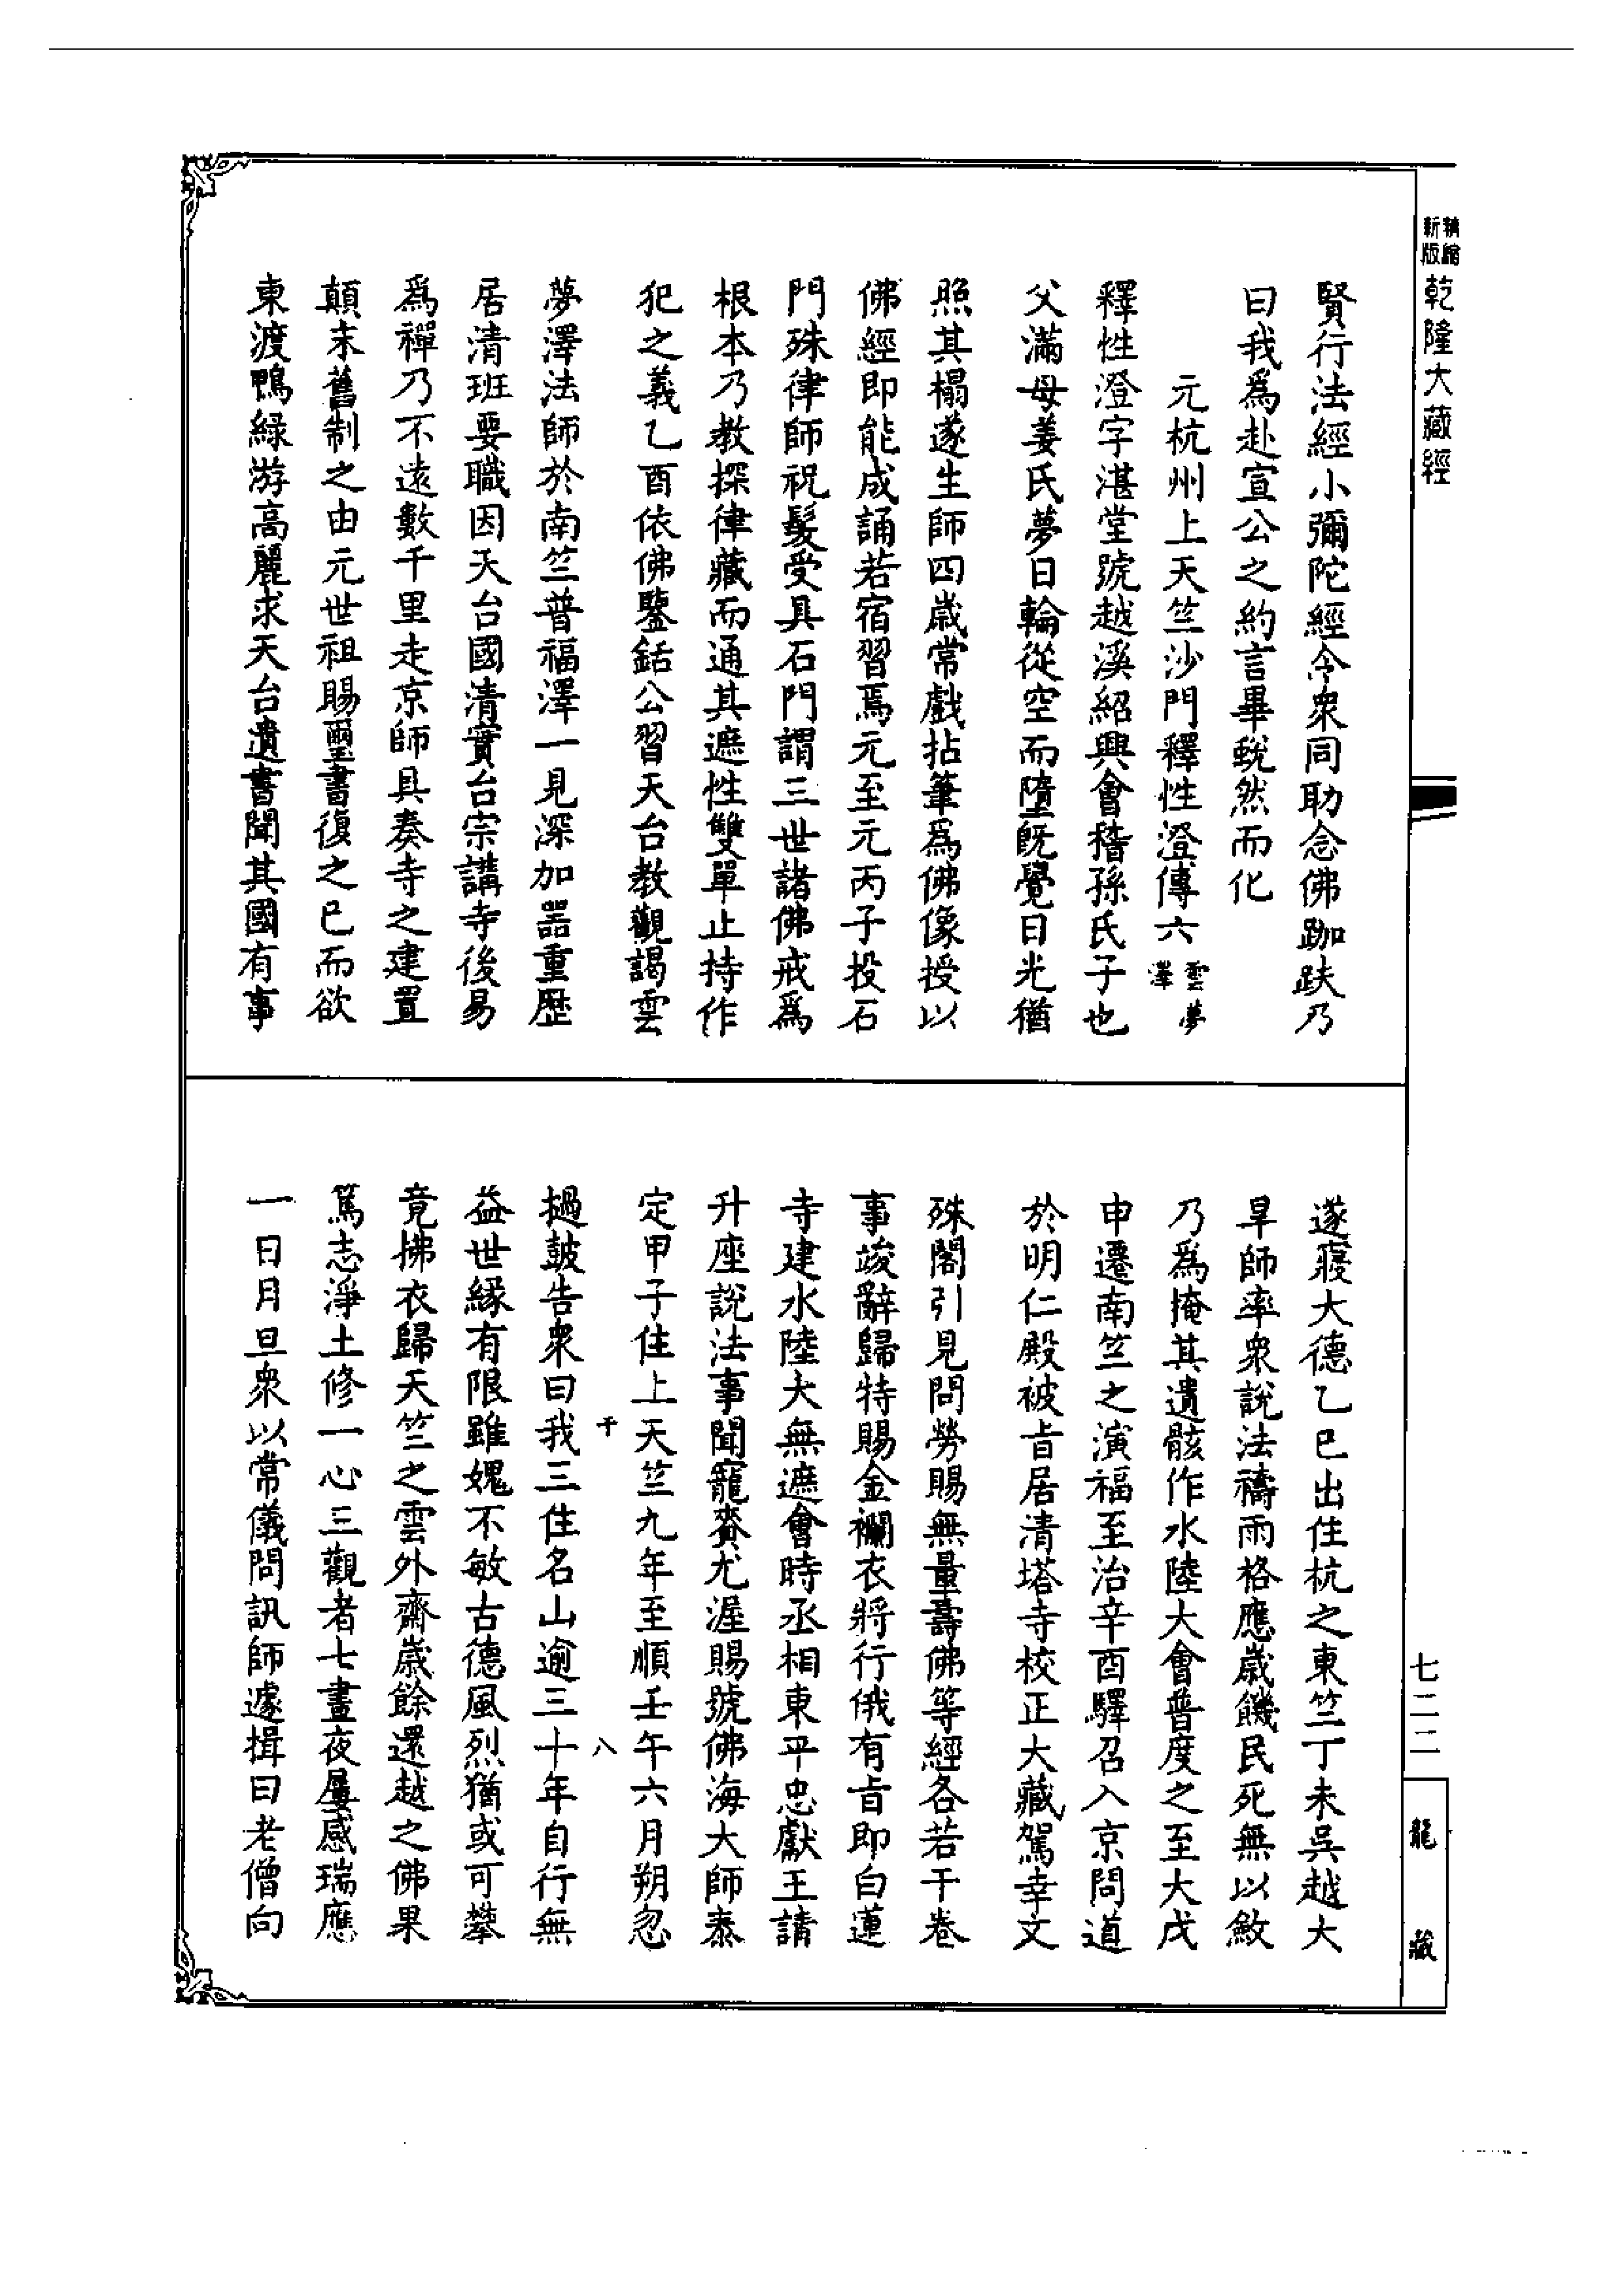 精縮
新版
乾隆大藏經
賢行法經小彌陀經令衆同助念佛跏趺乃
曰我爲赴宣公之約言畢蛻然而化
元杭州上天竺沙門釋性澄傳六 雲夢澤
釋性澄字湛堂號越溪紹興會稽孫氏子也
父滿母姜氏夢日輪從空而墮既覺日光猶
照其榻遂生師四歲常戲拈筆爲佛像授以
佛經即能成誦若宿習焉元至元丙子投石
門殊律師祝髮受具石門謂三世諸佛戒爲
根本乃教探律藏而通其遮性雙單止持作
犯之義乙酉依佛鑒銛公習天台教觀謁雲
夢澤法師於南竺普福澤一見深加器重歷
居清班要職因天台國清實台宗講寺後易
爲禪乃不遠數千里走京師具奏寺之建置
顛末舊制之由元世祖賜璽書復之已而欲
東渡鴨綠游高麗求天台遺書聞其國有事
遂寢大德乙巳出住杭之東竺丁未吳越大
旱師率衆說法禱雨格應歲饑民死無以斂
乃爲掩其遺骸作水陸大會普度之至大戊
申遷南竺之演福至治辛酉驛召入京問道
於明仁殿被旨居清塔寺校正大藏駕幸文
殊閣引見問勞賜無量壽佛等經各若干卷
事竣辭歸特賜金襴衣將行俄有旨即白蓮
寺建水陸大無遮會時丞相東平忠獻王請
升座說法事聞寵賚尤渥賜號佛海大師泰
定甲子住上天竺九年至順壬午六月朔忽
千 八
撾鼓告衆曰我三住名山逾三十年自行無
益世緣有限雖媿不敏古德風烈猶或可攀
竟拂衣歸天竺之雲外齋歲餘還越之佛果
篤志淨土修一心三觀者七晝夜屢感瑞應
一日月旦衆以常儀問訊師遽揖曰老僧向
七二二
龍藏